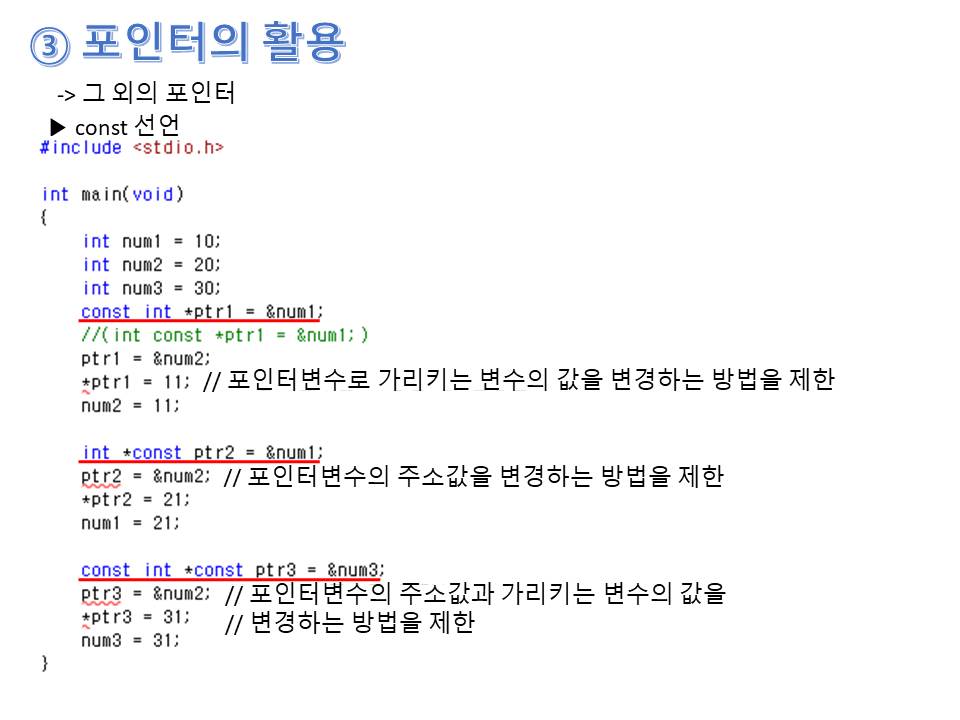 ③ 포인터의 활용
-> 그 외의 포인터
▶ const 선언
#include <stdio.h>
int main(void)
{
int num1 = 10;
int num2 = 20;
int num3 = 30;
const int *ptr1 = &num1;
//(int const *ptr1 = &num1;)
ptr1 = &num2;
*ptr1 = 11; // 포인터변수로 가리키는 변수의 값을 변경하는 방법을 제한
num2 = 11;
int *const ptr2 = &num1;
ptr2 = &num2; // 포인터변수의 주소값을 변경하는 방법을 제한
*ptr2 = 21;
num1 = 21;
const int *const ptr3 = &num3;
ptr3 = &num2; // 포인터변수의 주소값과 가리키는 변수의 값을
*ptr3 = 31; // 변경하는 방법을 제한
num3 = 31;
}